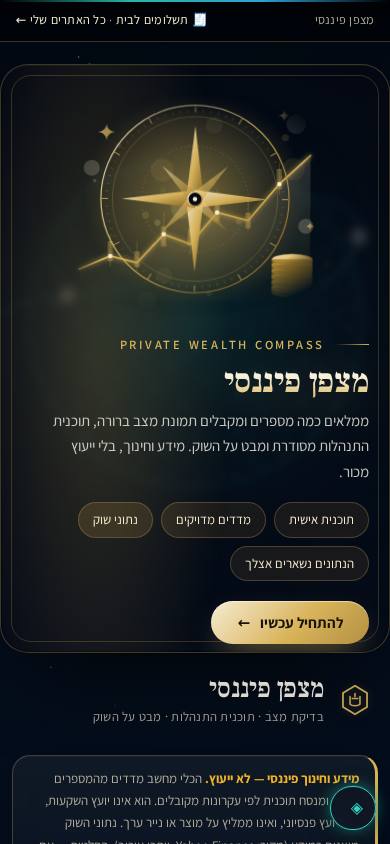 מצפן פיננסי
🧾 תשלומים לבית · כל האתרים שלי ←
PRIVATE WEALTH COMPASS
מצפן פיננסי
ממלאים כמה מספרים ומקבלים תמונת מצב ברורה, תוכנית
התנהלות מסודרת ומבט על השוק. מידע וחינוך, בלי ייעוץ
מכור.
תוכנית אישית
מדדים מדויקים
נתוני שוק
הנתונים נשארים אצלך
להתחיל עכשיו ←
מצפן פיננסי
בדיקת מצב · תוכנית התנהלות · מבט על השוק
מידע וחינוך פיננסי — לא ייעוץ. הכלי מחשב מדדים מהמספרים
ומנסח תוכנית לפי עקרונות מקובלים. הוא אינו יועץ השקעות,
פנסיוני, ואינו ממליץ על מוצר או נייר ערך. נתוני השוק